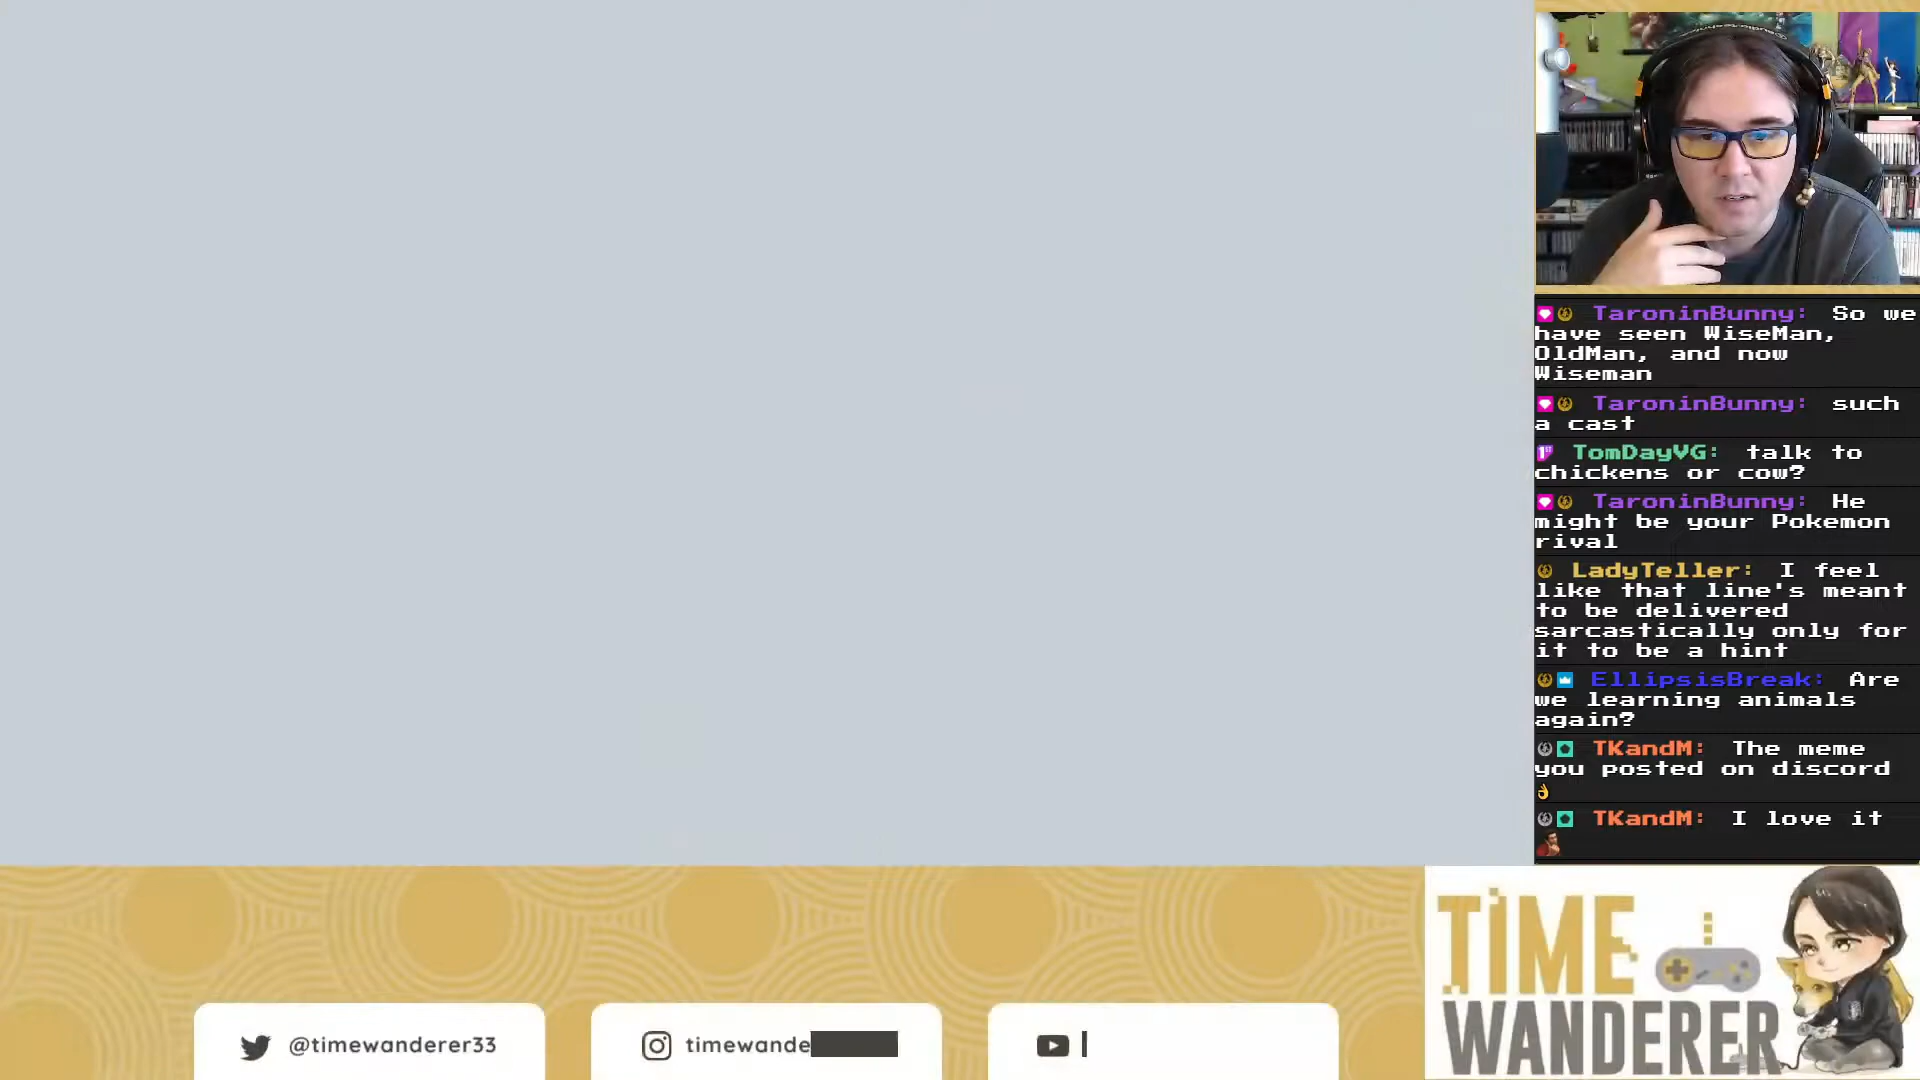 TaroninBunny: So we
have seen WiseMan,
OldMan, and now
Wiseman
TaroninBunny: such
a cast
TomDayVG: talk to
chickens or cow?
TaroninBunny: He
might be your Pokemon
rival
LadyTeller: I feel
like that line's meant
to be delivered
sarcastically only for
it to be a hint
EllipsisBreak: Are
we learning animals
again?
TKandM: The meme
you posted on discord
👌
TKandM: I love it
TIME
WANDERER
@timewanderer33
timewande